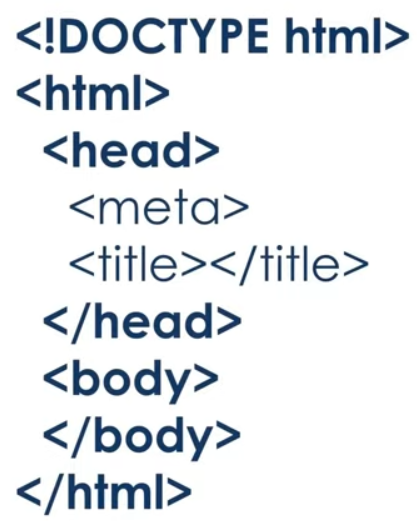 <!DOCTYPE html>
<html>
<head>
<meta>
<title></title>
</head>
<body>
</body>
</html>